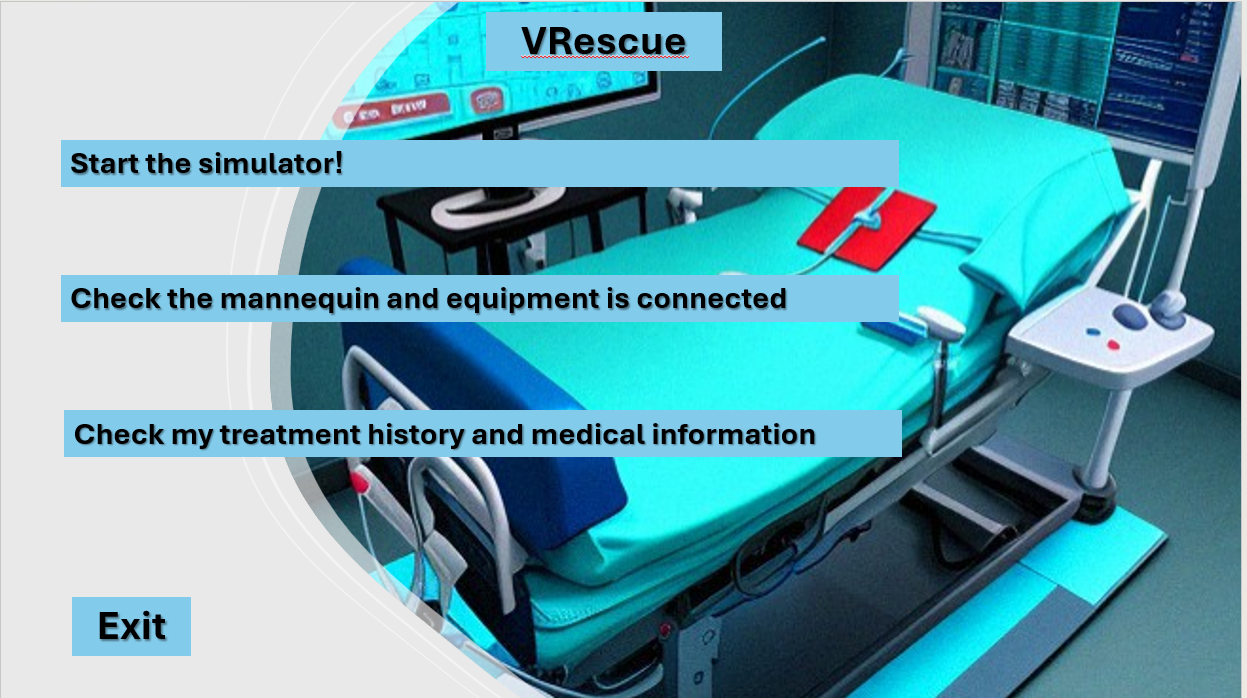 VRescue
Start the simulator!
Check the mannequin and equipment is connected
Check my treatment history and medical information
Exit